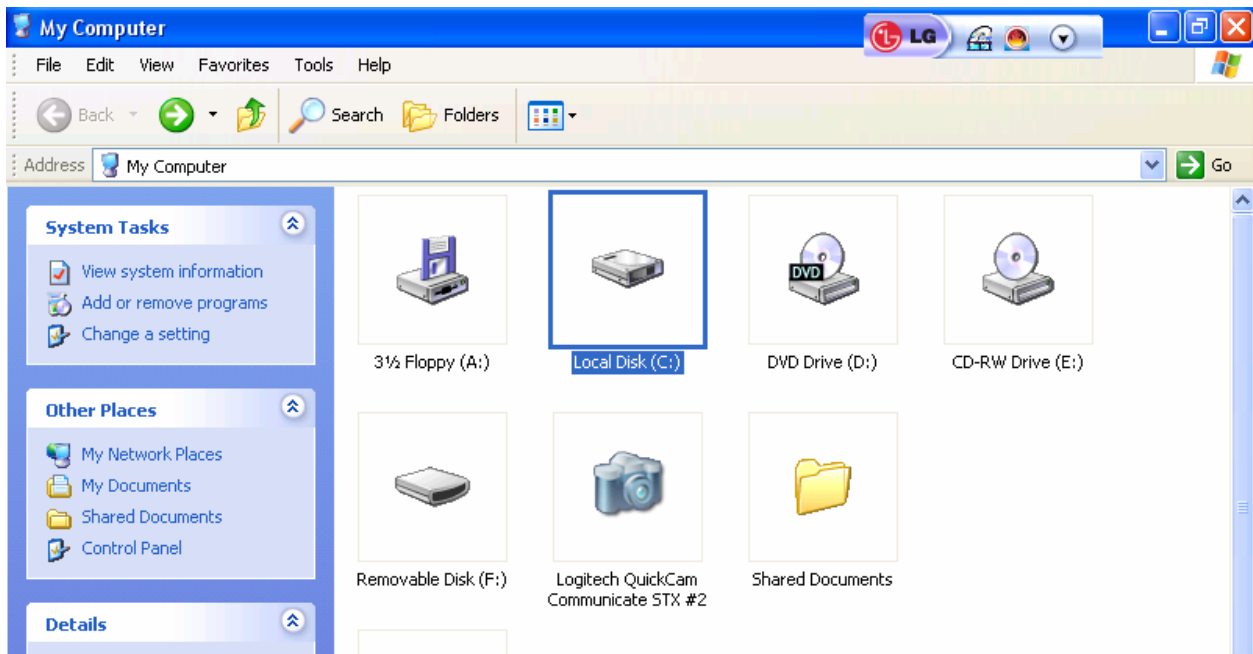 My Computer
LG
File Edit View Favorites Tools Help
Back Search Folders
Address My Computer Go
System Tasks
View system information
Add or remove programs
Change a setting
Other Places
My Network Places
My Documents
Shared Documents
Control Panel
Details
3½ Floppy (A:)
Local Disk (C:)
DVD
DVD Drive (D:)
CD-RW Drive (E:)
Removable Disk (F:)
Logitech QuickCam
Communicate STX #2
Shared Documents